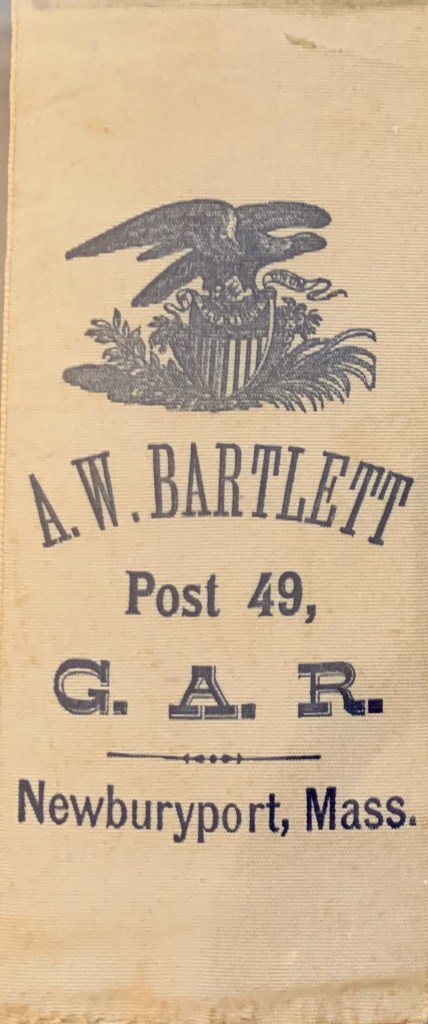 A. W. BARTLETT
Post 49,
G. A. R.
Newburyport, Mass.